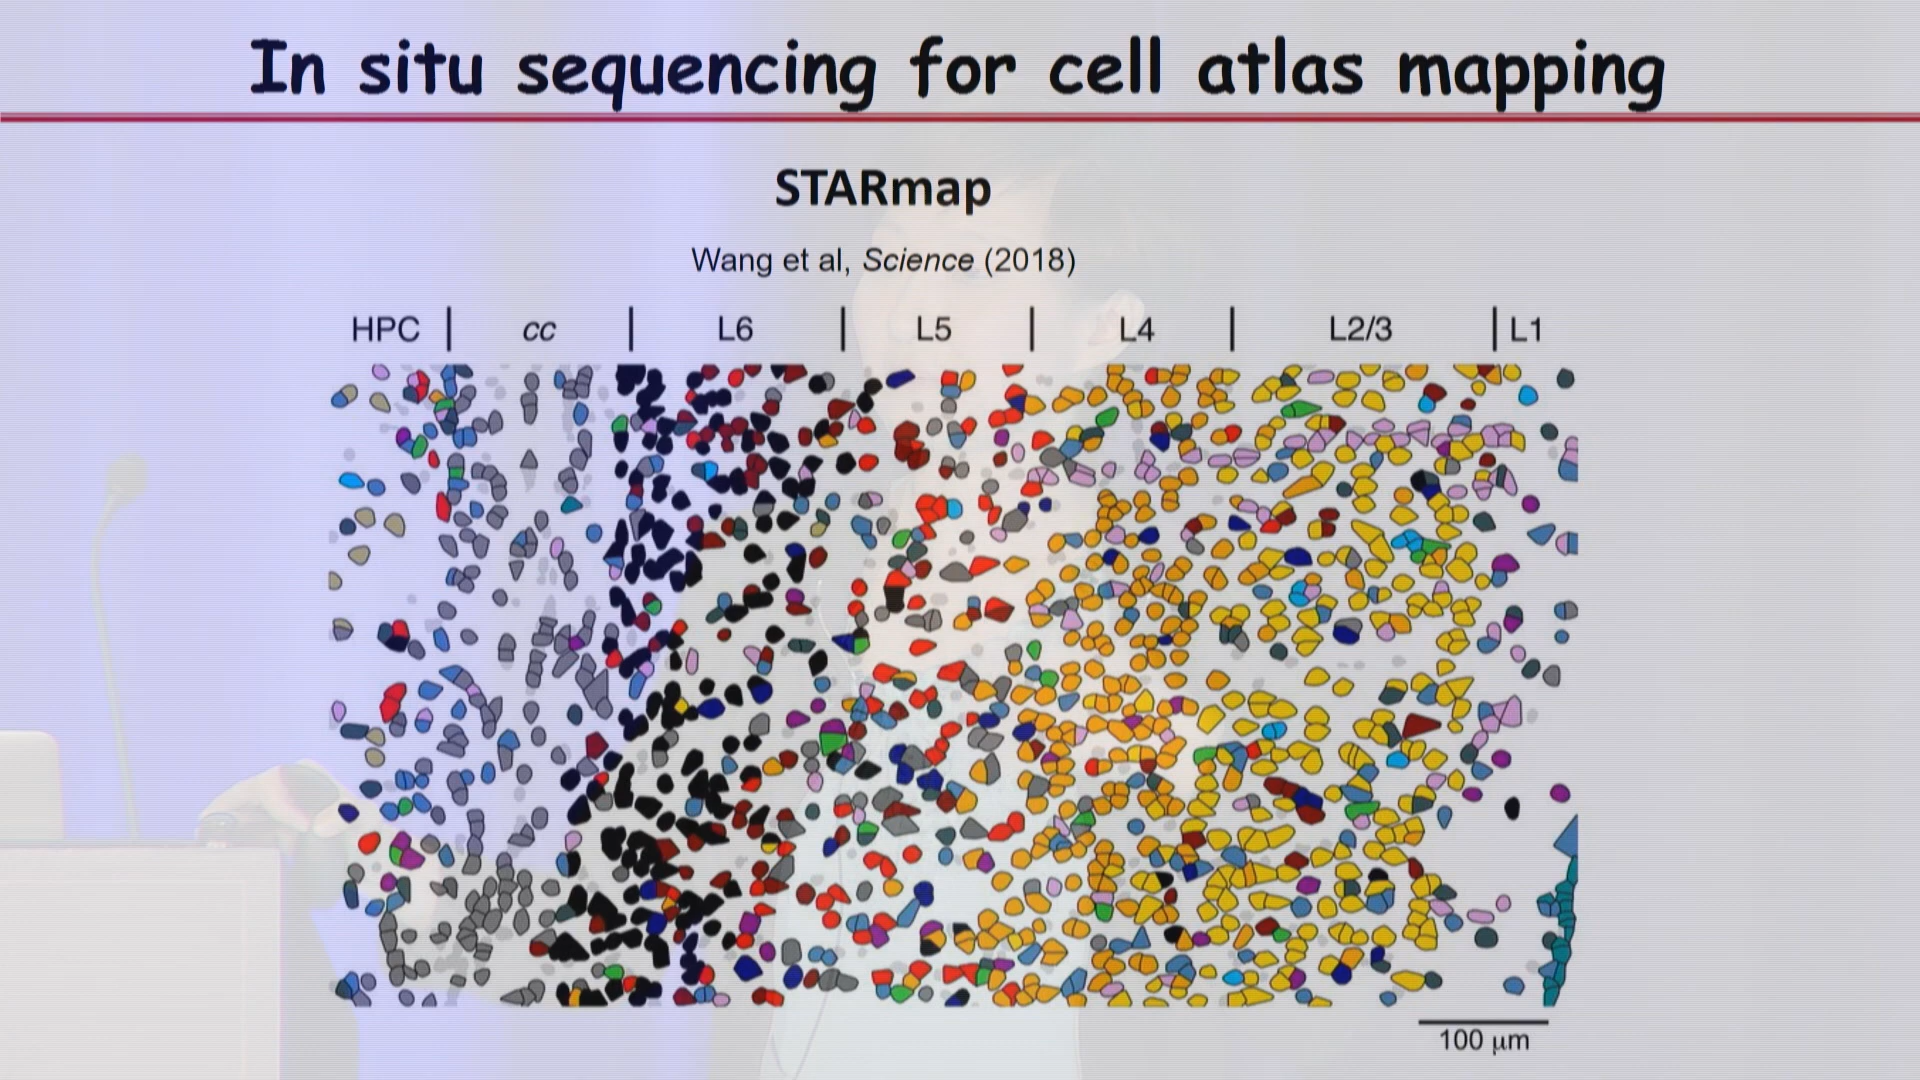 In situ sequencing for cell atlas mapping
STARmap
Wang et al, Science (2018)
HPC | cc | L6 | L5 | L4 | L2/3 | L1
100 µm